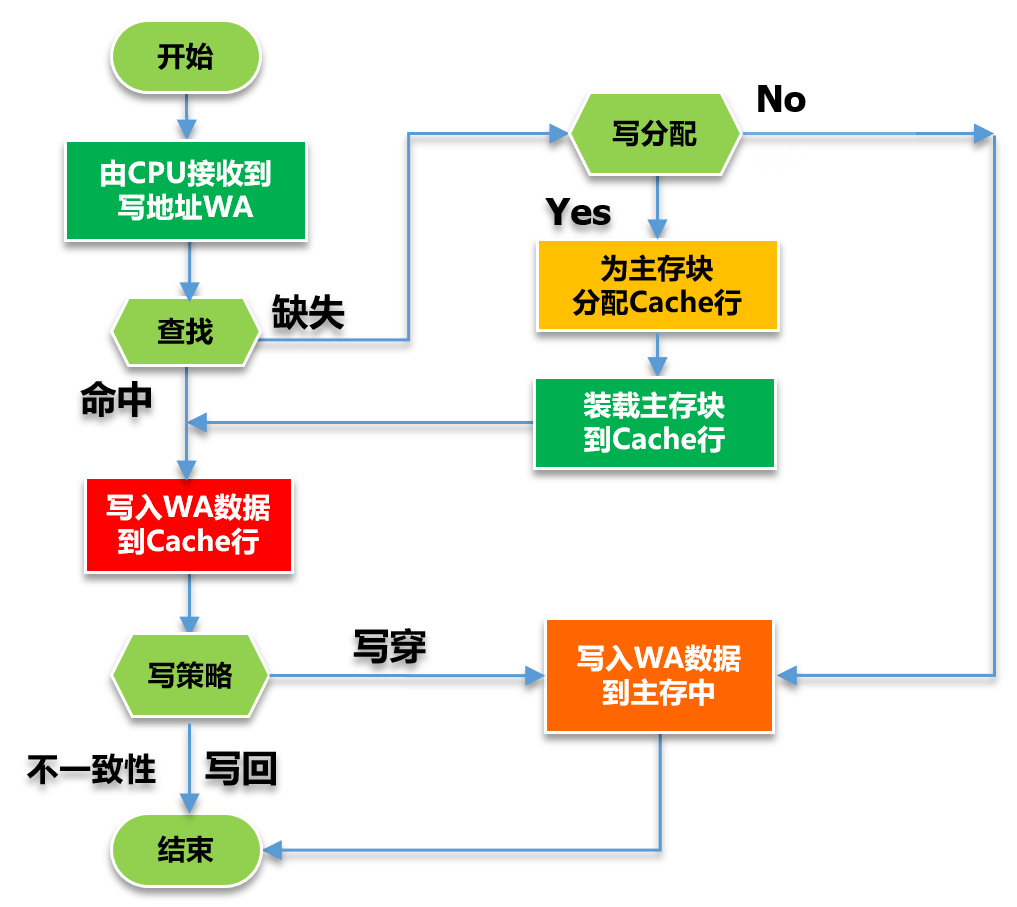 开始
由CPU接收到
写地址WA
查找
缺失
命中
写分配
No
Yes
为主存块
分配Cache行
装载主存块
到Cache行
写入WA数据
到Cache行
写策略
写穿
写入WA数据
到主存中
不一致性
写回
结束